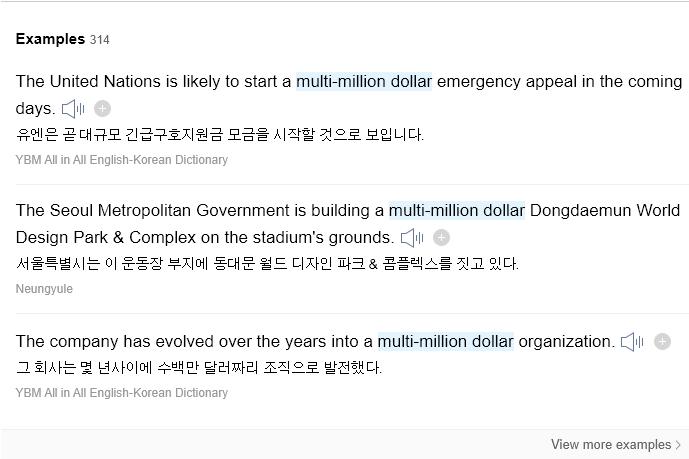 Examples 314
The United Nations is likely to start a multi-million dollar emergency appeal in the coming
days.
유엔은 곧 대규모 긴급구호지원금 모금을 시작할 것으로 보입니다.
YBM All in All English-Korean Dictionary
The Seoul Metropolitan Government is building a multi-million dollar Dongdaemun World
Design Park & Complex on the stadium's grounds.
서울특별시는 이 운동장 부지에 동대문 월드 디자인 파크 & 콤플렉스를 짓고 있다.
Neungyule
The company has evolved over the years into a multi-million dollar organization.
그 회사는 몇 년사이에 수백만 달러짜리 조직으로 발전했다.
YBM All in All English-Korean Dictionary
View more examples